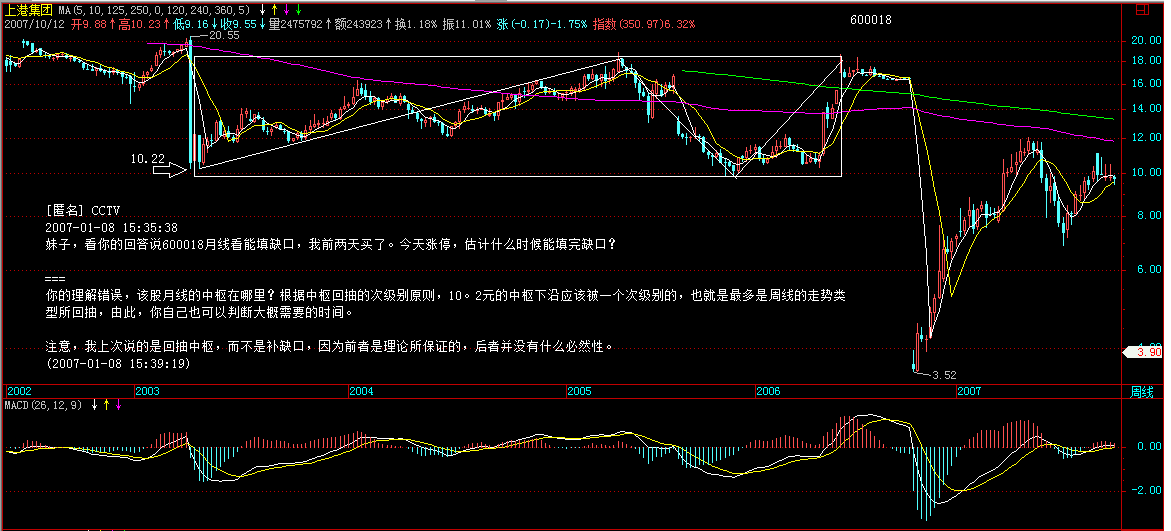 上港集团 MA(5,10,125,250,0,120,240,360,5) ↓ ↑ ↓ ↓
2007/10/12 开9.88↑高10.23↑低9.16↓收9.55↓量2475792↑额243923↑换1.18% 振11.01% 涨(-0.17)-1.75% 指数(350.97)6.32%
600018
20.55
20.00
18.00
16.00
14.00
12.00
10.22
10.00
[匿名] CCTV
8.00
2007-01-08 15:35:38
妹子，看你的回答说600018月线看能填缺口，我前两天买了。今天涨停，估计什么时候能填完缺口？
6.00
===
你的理解错误，该股月线的中枢在哪里？根据中枢回抽的次级别原则，10。2元的中枢下沿应该被一个次级别的，也就是最多是周线的走势类
型所回抽，由此，你自己也可以判断大概需要的时间。
注意，我上次说的是回抽中枢，而不是补缺口，因为前者是理论所保证的，后者并没有什么必然性。
(2007-01-08 15:39:19)
3.90
3.52
2002 2003 2004 2005 2006 2007 周线
MACD(26,12,9) ↓ ↑ ↓
0.00
-2.00